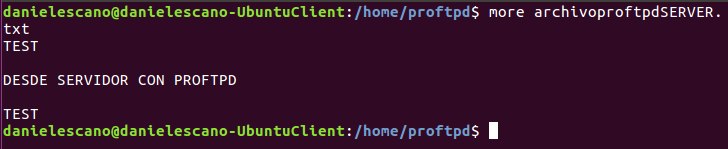 danielescano@danielescano-UbuntuClient:/home/proftpd$ more archivoproftpdSERVER.
txt
TEST
DESDE SERVIDOR CON PROFTPD
TEST
danielescano@danielescano-UbuntuClient:/home/proftpd$